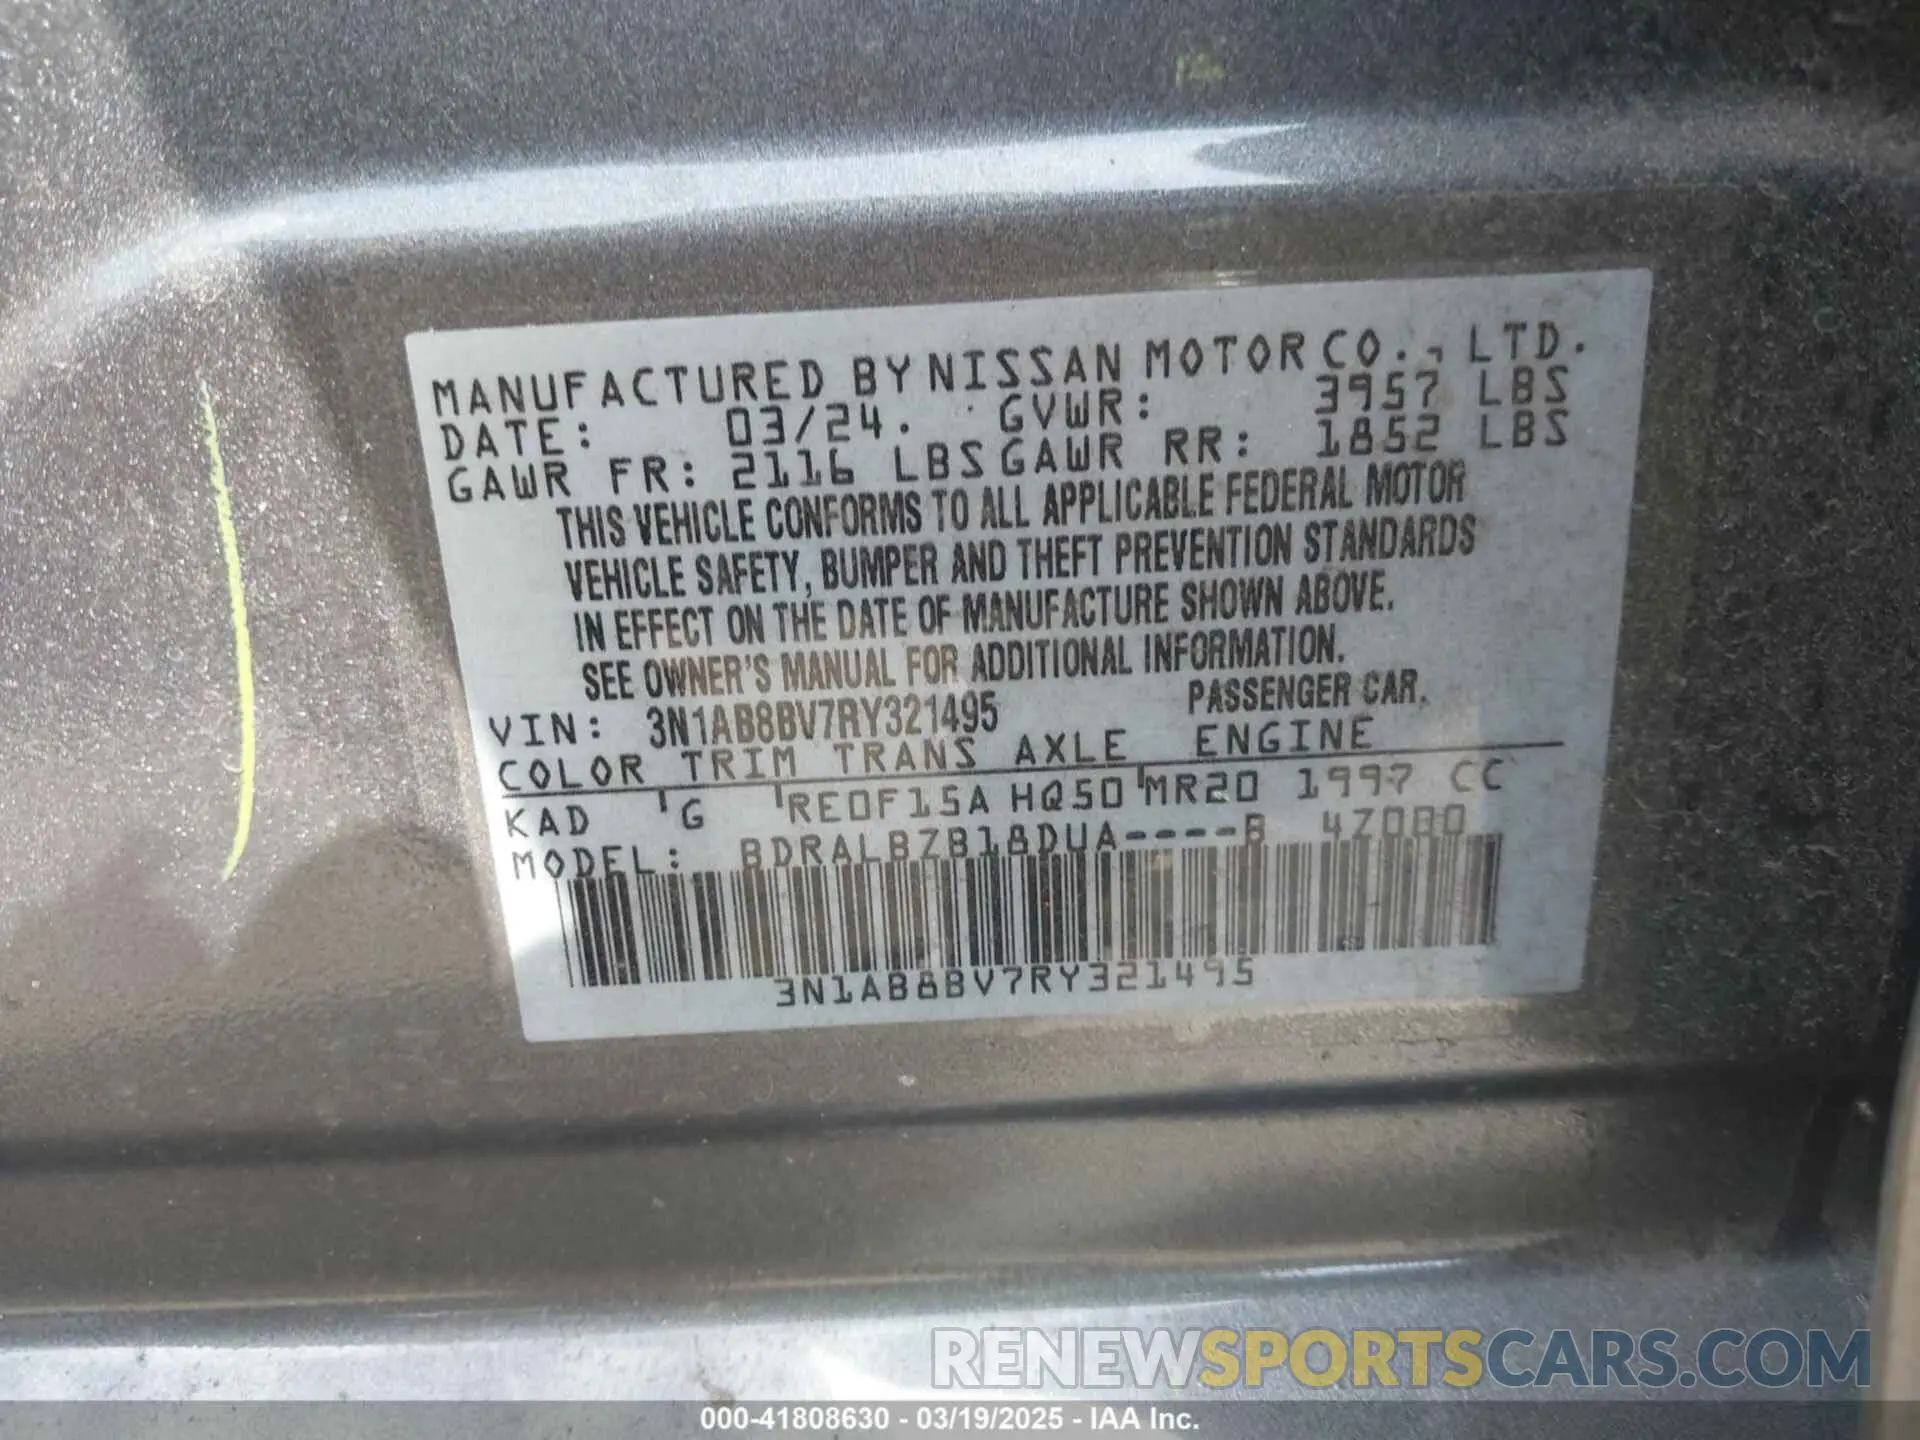 MANUFACTURED BY NISSAN MOTOR CO., LTD.
DATE: 03/24. GVWR: 3957 LBS
GAWR FR: 2116 LBS GAWR RR: 1852 LBS
THIS VEHICLE CONFORMS TO ALL APPLICABLE FEDERAL MOTOR
VEHICLE SAFETY, BUMPER AND THEFT PREVENTION STANDARDS
IN EFFECT ON THE DATE OF MANUFACTURE SHOWN ABOVE.
SEE OWNER'S MANUAL FOR ADDITIONAL INFORMATION.
VIN: 3N1AB8BV7RY321495 PASSENGER CAR.
COLOR TRIM TRANS AXLE ENGINE
KAD G RE0F15A HQ50 MR20 1997 CC
MODEL: BDRALBZB18DUA----B 4Z080
3N1AB8BV7RY321495
RENEWSPORTSCARS.COM
000-41808630 - 03/19/2025 - IAA Inc.